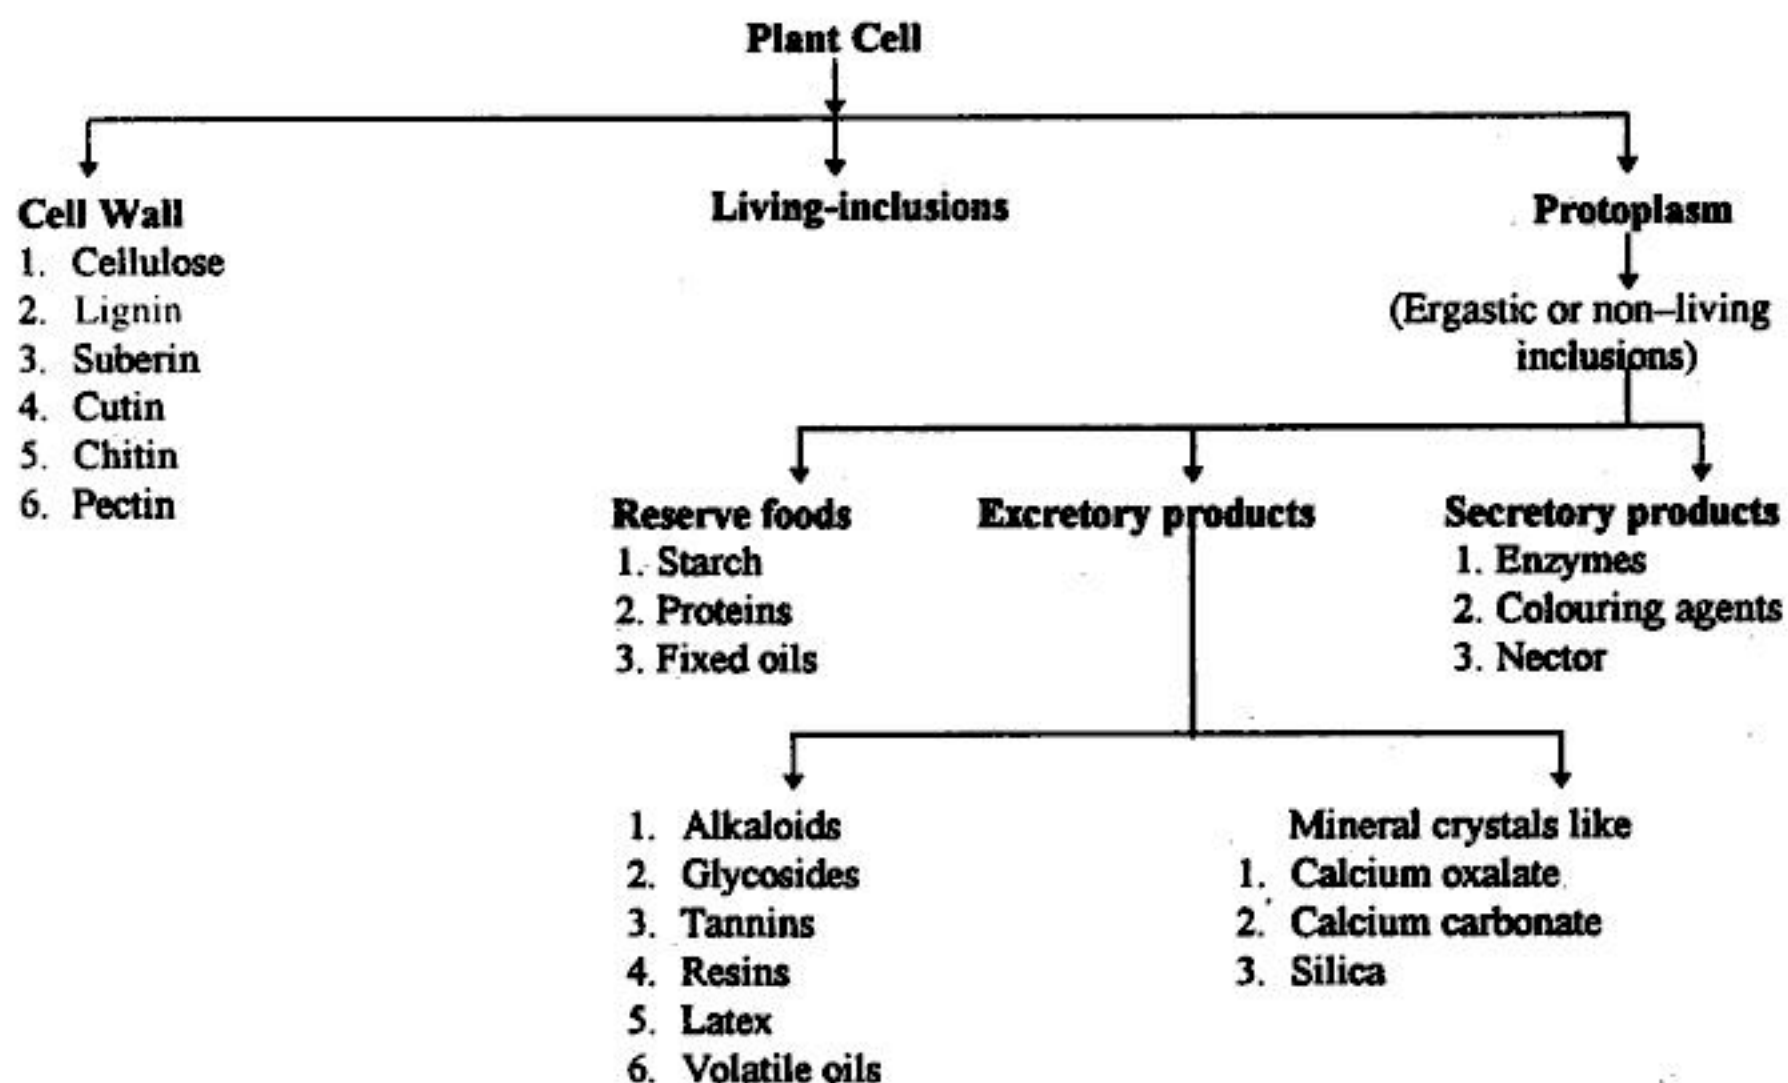 Plant Cell
Cell Wall
1. Cellulose
2. Lignin
3. Suberin
4. Cutin
5. Chitin
6. Pectin
Living-inclusions
Protoplasm
(Ergastic or non–living
inclusions)
Reserve foods
1. Starch
2. Proteins
3. Fixed oils
Excretory products
Secretory products
1. Enzymes
2. Colouring agents
3. Nector
1. Alkaloids
2. Glycosides
3. Tannins
4. Resins
5. Latex
6. Volatile oils
Mineral crystals like
1. Calcium oxalate
2. Calcium carbonate
3. Silica